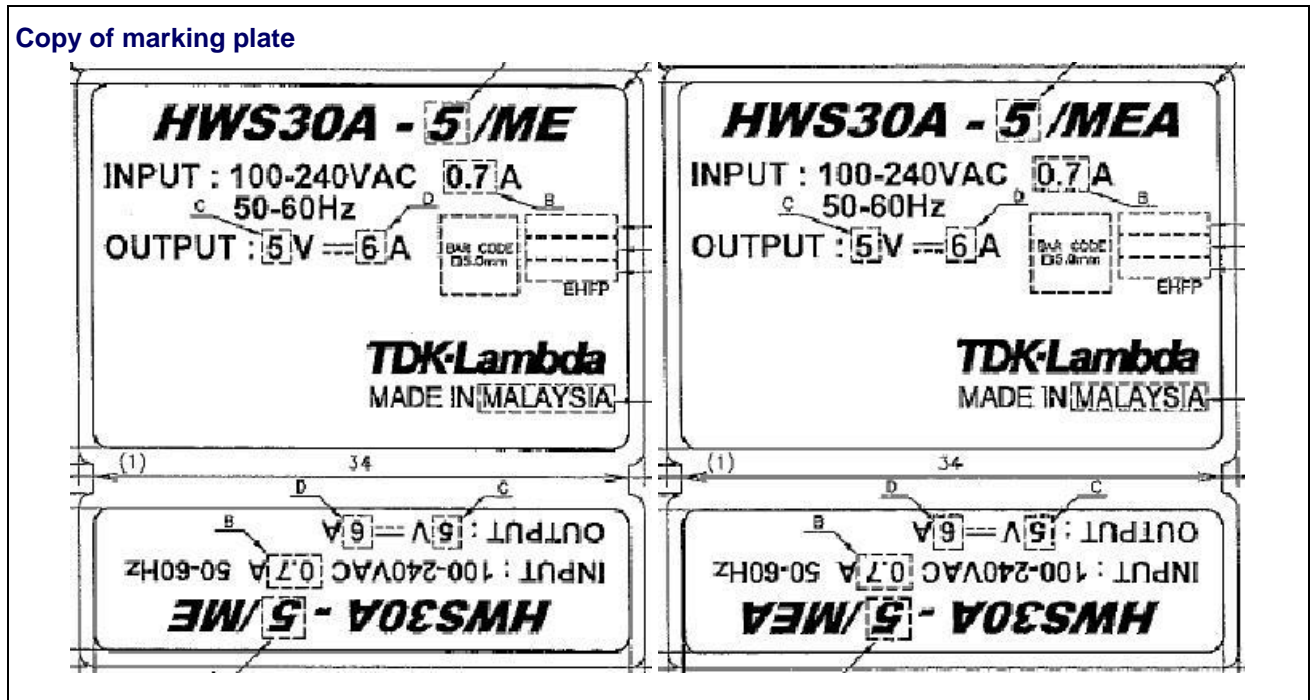 Copy of marking plate
HWS30A - 5 /ME
INPUT : 100-240VAC 0.7 A
50-60Hz
C
D
B
OUTPUT : 5 V 6 A
BAR CODE
5.0mm
EHFP
TDK-Lambda
MADE IN MALAYSIA
(1)
34
D
C
B
OUTPUT : 5 V 6 A
INPUT : 100-240VAC 0.7 A 50-60Hz
HWS30A - 5 /ME
HWS30A - 5 /MEA
INPUT : 100-240VAC 0.7 A
50-60Hz
C
D
B
OUTPUT : 5 V 6 A
BAR CODE
5.0mm
EHFP
TDK-Lambda
MADE IN MALAYSIA
(1)
34
D
C
B
OUTPUT : 5 V 6 A
INPUT : 100-240VAC 0.7 A 50-60Hz
HWS30A - 5 /MEA